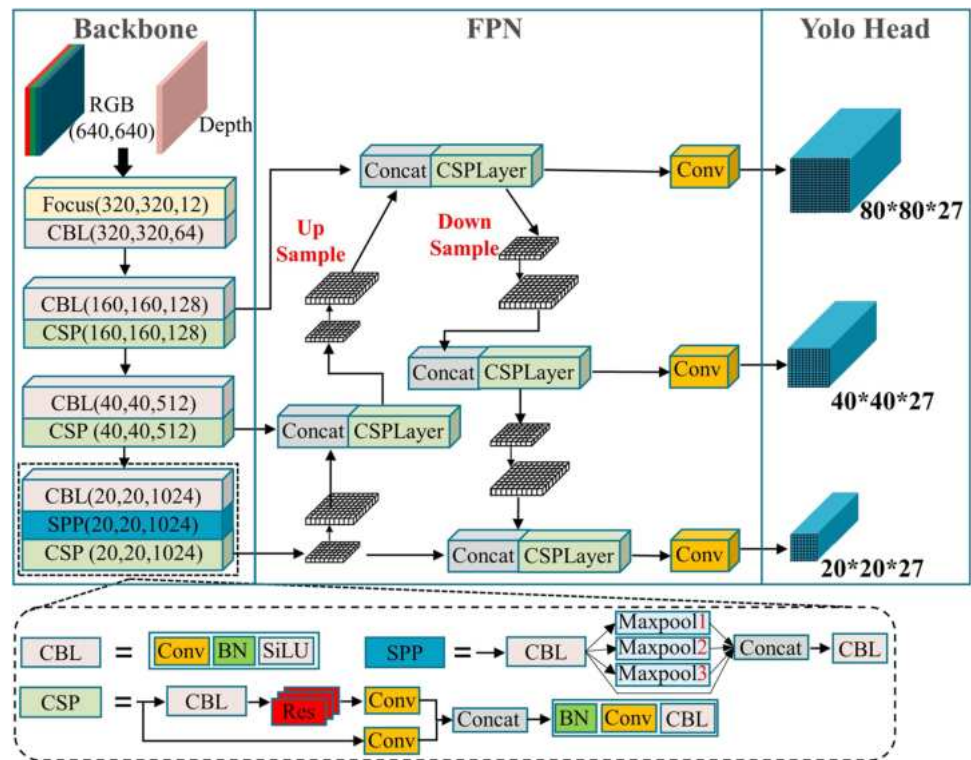 Backbone
FPN
Yolo Head
RGB
(640,640)
Depth
Focus(320,320,12)
CBL(320,320,64)
CBL(160,160,128)
CSP(160,160,128)
CBL(40,40,512)
CSP (40,40,512)
CBL(20,20,1024)
SPP(20,20,1024)
CSP (20,20,1024)
Concat CSPLayer
Conv
80*80*27
Up
Sample
Down
Sample
Concat CSPLayer
Conv
40*40*27
Concat CSPLayer
Concat CSPLayer
Conv
20*20*27
CBL = Conv BN SiLU
SPP = CBL
Maxpool1
Maxpool2
Maxpool3
Concat CBL
CSP = CBL Res Conv
Conv
Concat BN Conv CBL